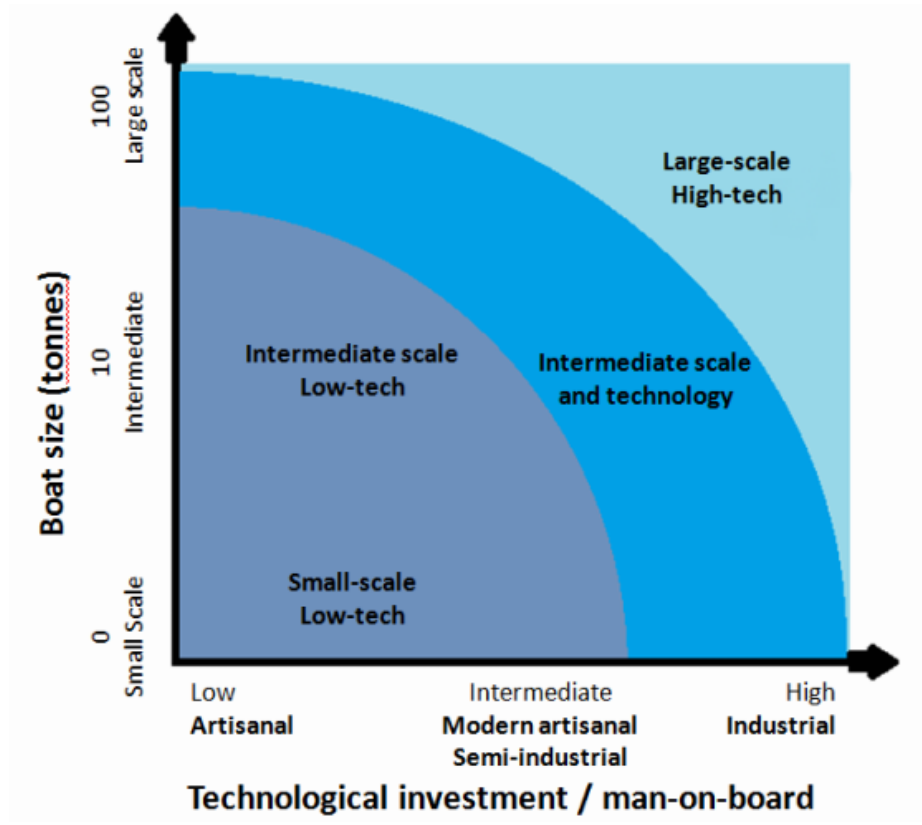 100
Large scale
Large-scale
High-tech
Boat size (tonnes)
10
Intermediate
Intermediate scale
Low-tech
Intermediate scale
and technology
0
Small Scale
Small-scale
Low-tech
Low
Artisanal
Intermediate
Modern artisanal
Semi-industrial
High
Industrial
Technological investment / man-on-board